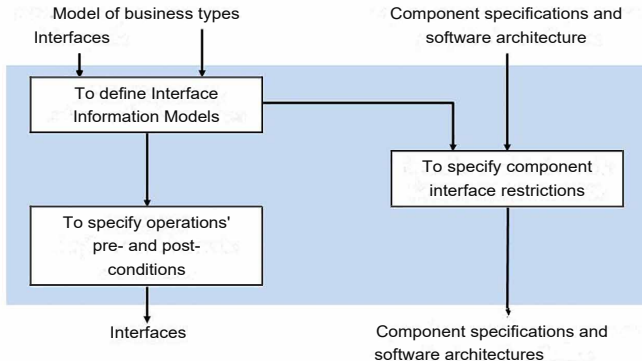 Model of business types
Interfaces
Component specifications and
software architecture
To define Interface
Information Models
To specify component
interface restrictions
To specify operations'
pre- and post-
conditions
Interfaces
Component specifications and
software architectures